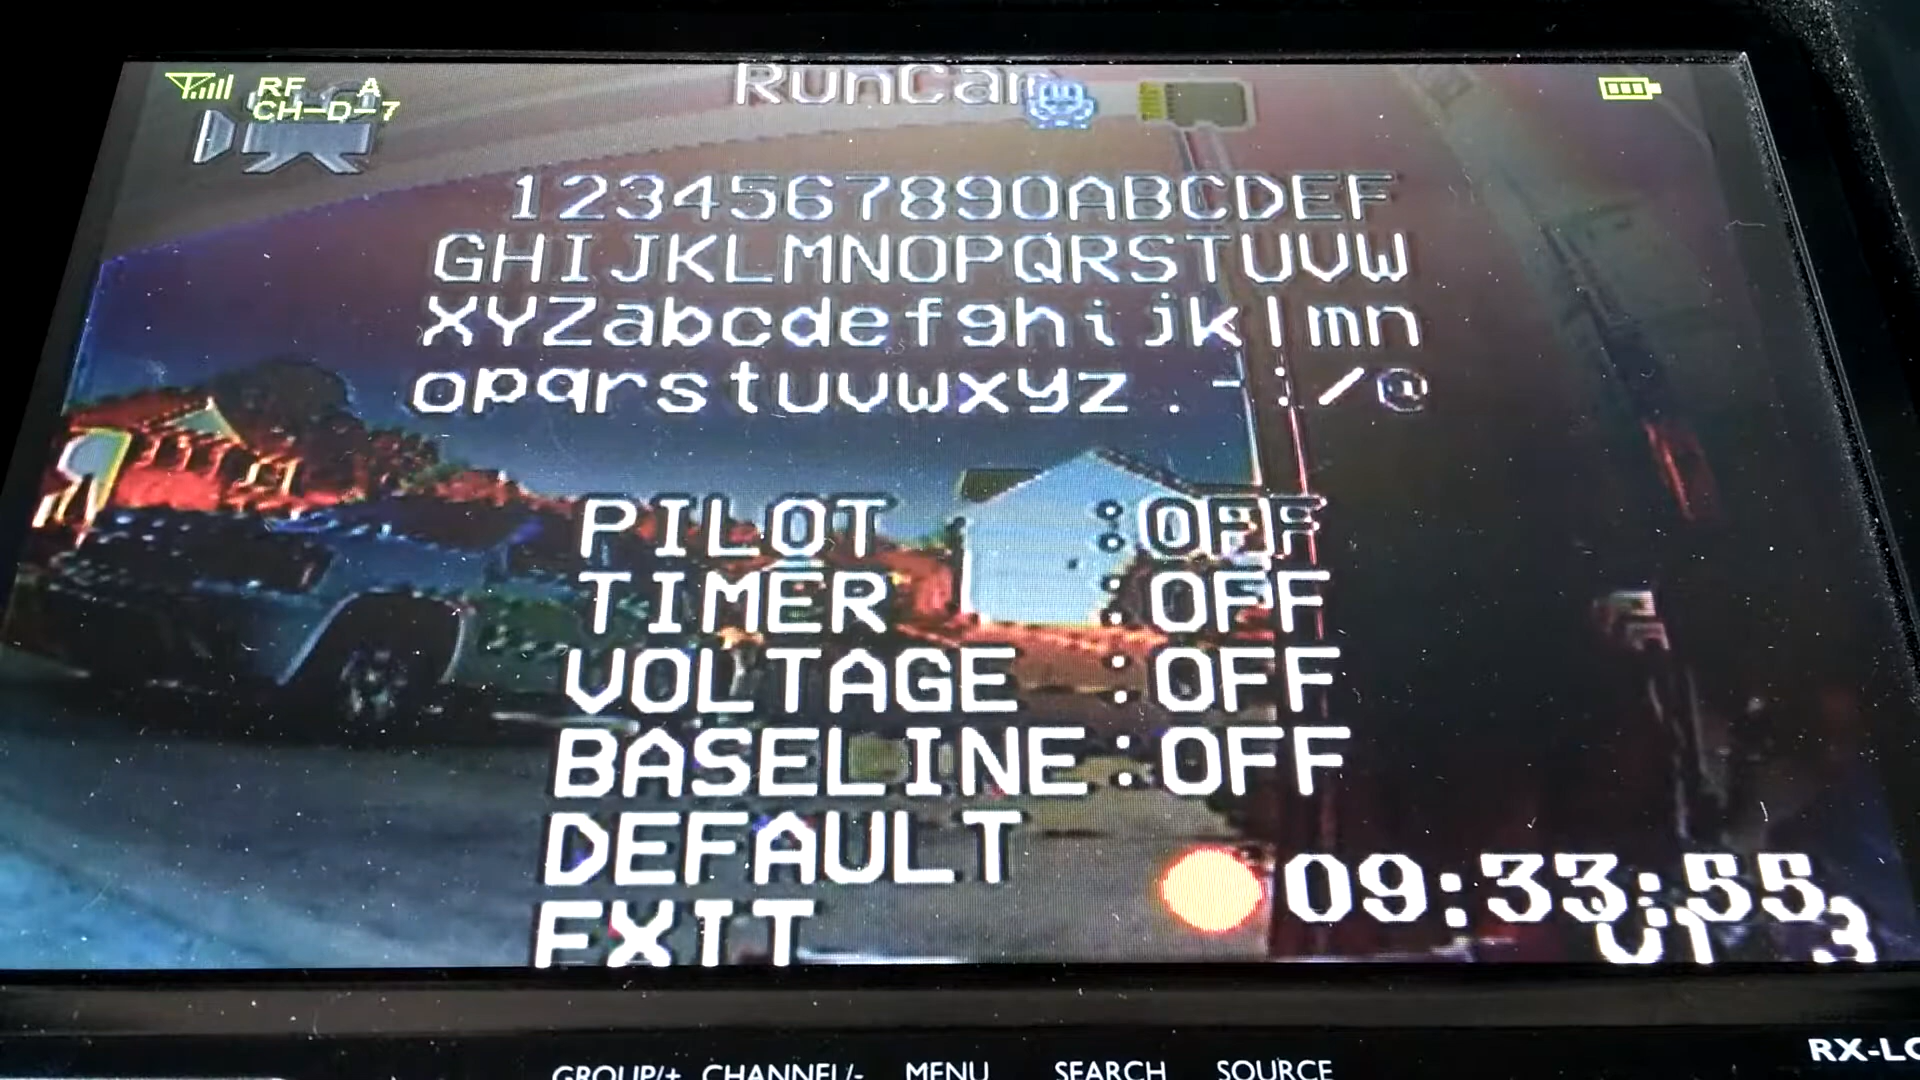 RF A
CH-D-7
RunCam
1234567890ABCDEF
GHIJKLMNOPQRSTUVW
XYZabcdefghijklmn
opqrstuvwxyz.-:/@
PILOT :OFF
TIMER :OFF
VOLTAGE :OFF
BASELINE:OFF
DEFAULT
EXIT
09:33:55
GROUP/+ CHANNEL/- MENU SEARCH SOURCE